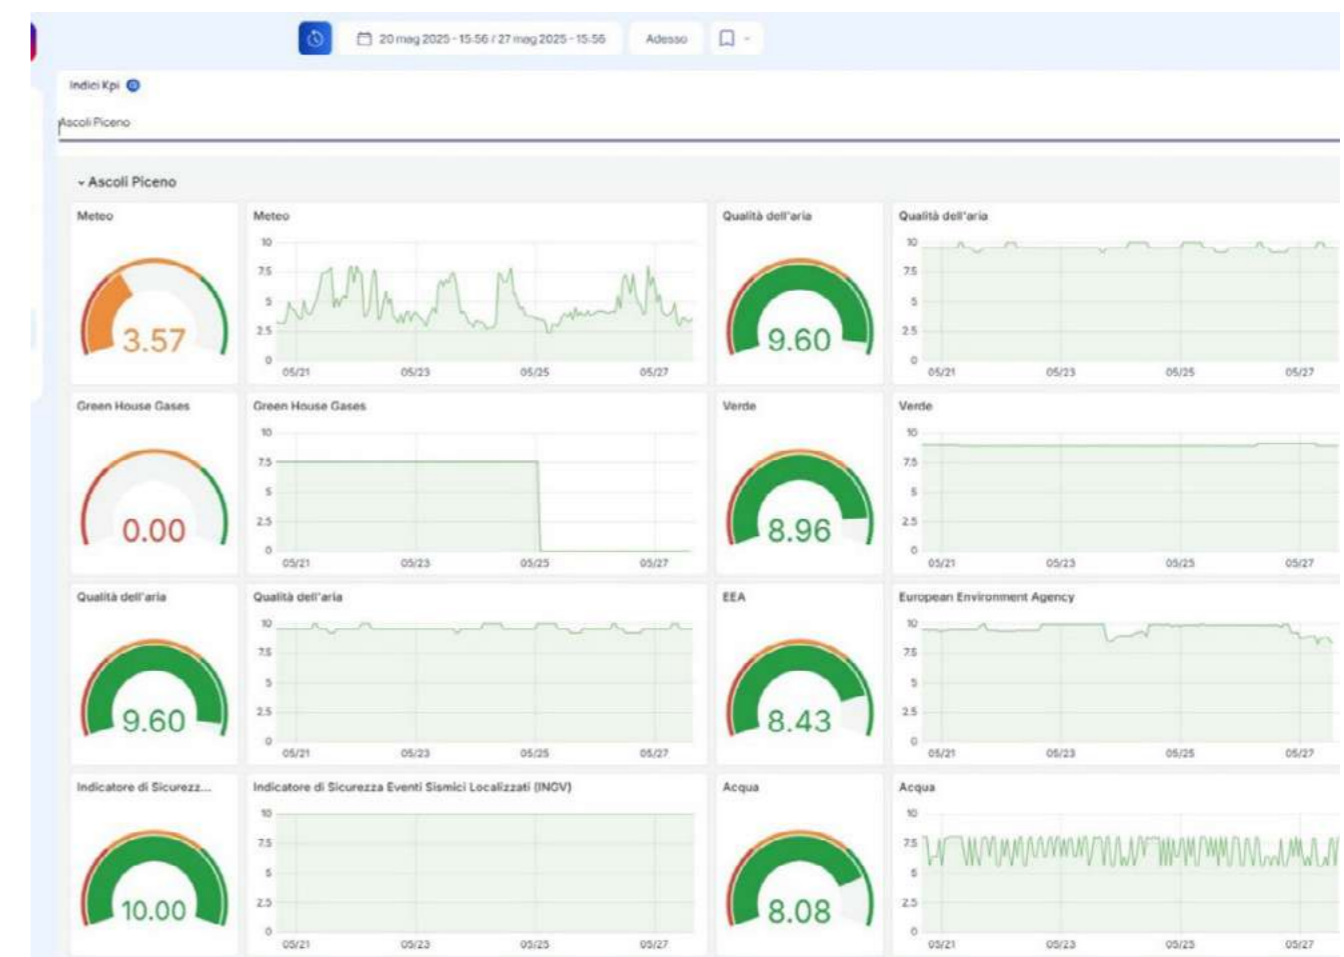 20 mag 2025 - 15:56 / 27 mag 2025 - 15:56 Adesso
Indici Kpi
Ascoli Piceno
Ascoli Piceno
Meteo
3.57
Meteo
10
7.5
5
2.5
0
05/21 05/23 05/25 05/27
Qualità dell'aria
9.60
Qualità dell'aria
10
7.5
5
2.5
0
05/21 05/23 05/25 05/27
Green House Gases
0.00
Green House Gases
10
7.5
5
2.5
0
05/21 05/23 05/25 05/27
Verde
8.96
Verde
10
7.5
5
2.5
0
05/21 05/23 05/25 05/27
Qualità dell'aria
9.60
Qualità dell'aria
10
7.5
5
2.5
0
05/21 05/23 05/25 05/27
EEA
8.43
European Environment Agency
10
7.5
5
2.5
0
05/21 05/23 05/25 05/27
Indicatore di Sicurezz...
10.00
Indicatore di Sicurezza Eventi Sismici Localizzati (INGV)
10
7.5
5
2.5
0
05/21 05/23 05/25 05/27
Acqua
8.08
Acqua
10
7.5
5
2.5
0
05/21 05/23 05/25 05/27